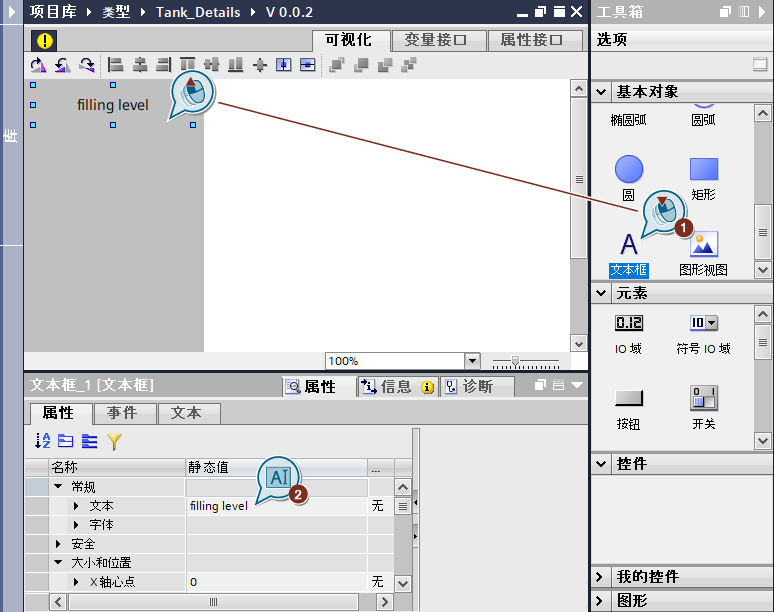 项目库 › 类型 › Tank_Details › V 0.0.2
可视化
变量接口
属性接口
库
filling level
100%
文本框_1 [文本框]
属性
信息
诊断
属性
事件
文本
名称
静态值
...
常规
文本
filling level
无
字体
安全
大小和位置
X轴心点
0
无
AI
2
工具箱
选项
基本对象
椭圆弧
圆弧
圆
矩形
1
A
文本框
图形视图
元素
0.12
IO 域
10
符号 IO 域
按钮
0 1
开关
控件
我的控件
图形